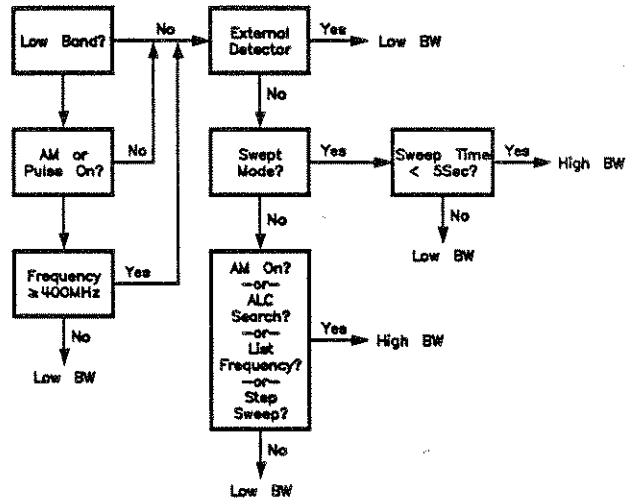 Low Band?
No
External
Detector
Yes
Low BW
No
AM or
Pulse On?
No
Swept
Mode?
Yes
Sweep Time
< 5Sec?
Yes
High BW
No
Low BW
No
Frequency
≥400MHz
Yes
No
Low BW
AM On?
—or—
ALC
Search?
—or—
List
Frequency?
—or—
Step
Sweep?
Yes
High BW
No
Low BW